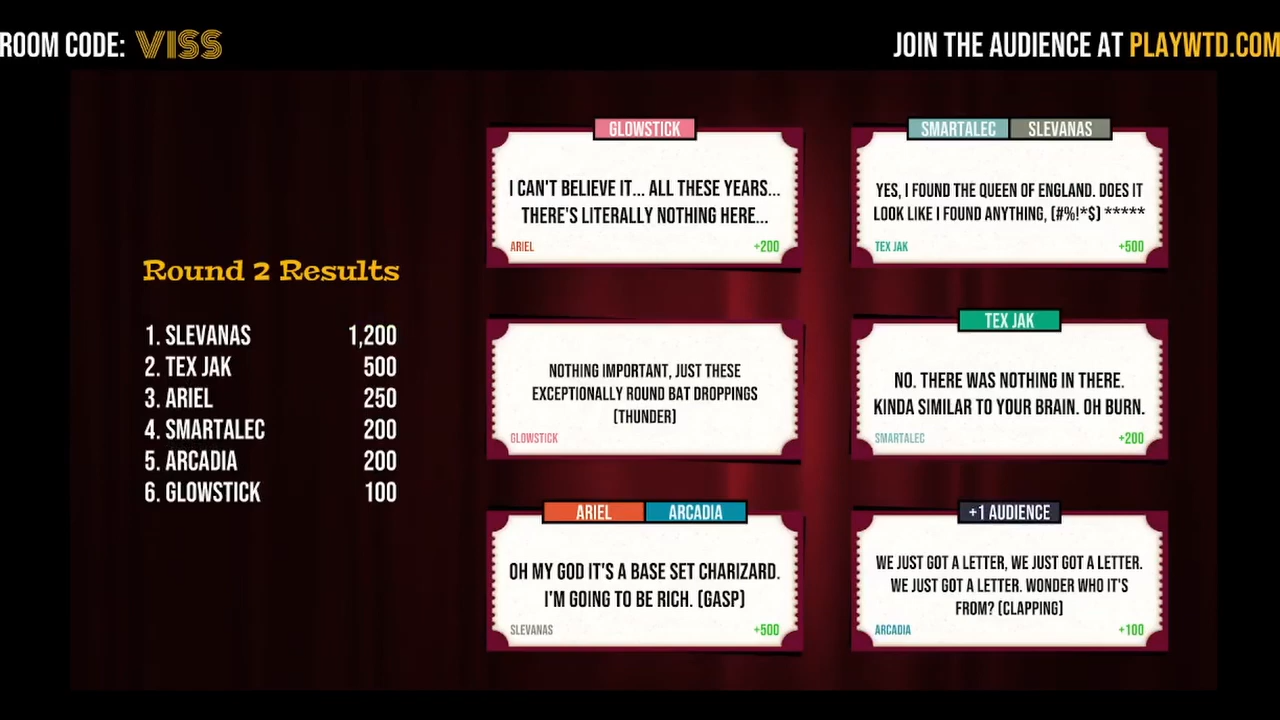 ROOM CODE: VISS
JOIN THE AUDIENCE AT PLAYWTD.COM
Round 2 Results
1. SLEVANAS 1,200
2. TEX JAK 500
3. ARIEL 250
4. SMARTALEC 200
5. ARCADIA 200
6. GLOWSTICK 100
GLOWSTICK
I CAN'T BELIEVE IT... ALL THESE YEARS...
THERE'S LITERALLY NOTHING HERE...
ARIEL +200
SMARTALEC SLEVANAS
YES, I FOUND THE QUEEN OF ENGLAND. DOES IT
LOOK LIKE I FOUND ANYTHING, (#%!*$) *****
TEX JAK +500
NOTHING IMPORTANT, JUST THESE
EXCEPTIONALLY ROUND BAT DROPPINGS
(THUNDER)
GLOWSTICK
TEX JAK
NO. THERE WAS NOTHING IN THERE.
KINDA SIMILAR TO YOUR BRAIN. OH BURN.
SMARTALEC +200
ARIEL ARCADIA
OH MY GOD IT'S A BASE SET CHARIZARD.
I'M GOING TO BE RICH. (GASP)
SLEVANAS +500
+1 AUDIENCE
WE JUST GOT A LETTER, WE JUST GOT A LETTER.
WE JUST GOT A LETTER. WONDER WHO IT'S
FROM? (CLAPPING)
ARCADIA +100